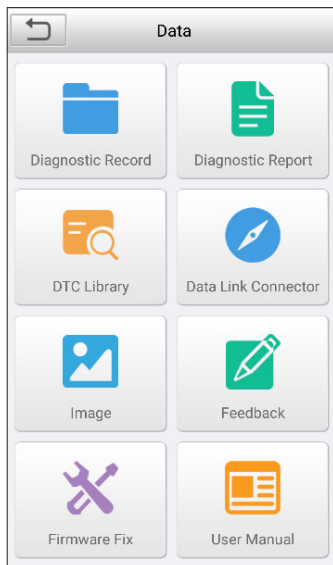 Data
Diagnostic Record
Diagnostic Report
DTC Library
Data Link Connector
Image
Feedback
Firmware Fix
User Manual